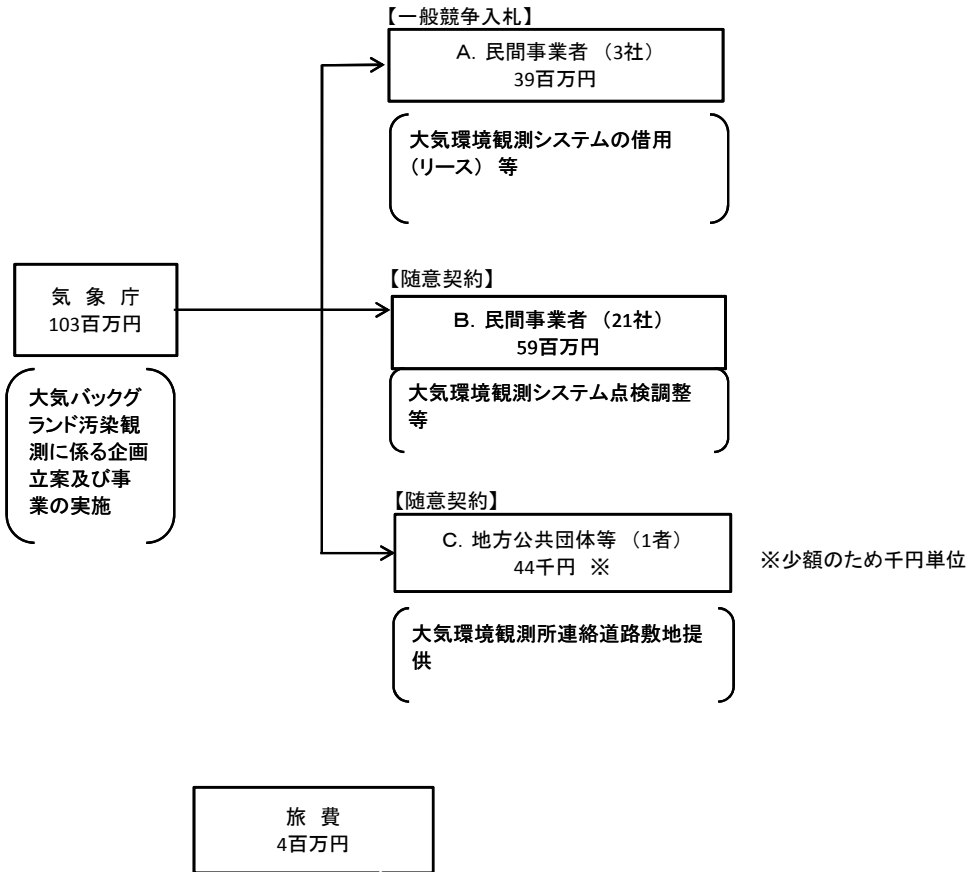 【一般競争入札】
A. 民間事業者 （3社）
39百万円
大気環境観測システムの借用
（リース） 等
気 象 庁
103百万円
大気バックグ
ランド汚染観
測に係る企画
立案及び事
業の実施
【随意契約】
B. 民間事業者 （21社）
59百万円
大気環境観測システム点検調整
等
【随意契約】
C. 地方公共団体等 （1者）
44千円 ※
※少額のため千円単位
大気環境観測所連絡道路敷地提
供
旅 費
4百万円